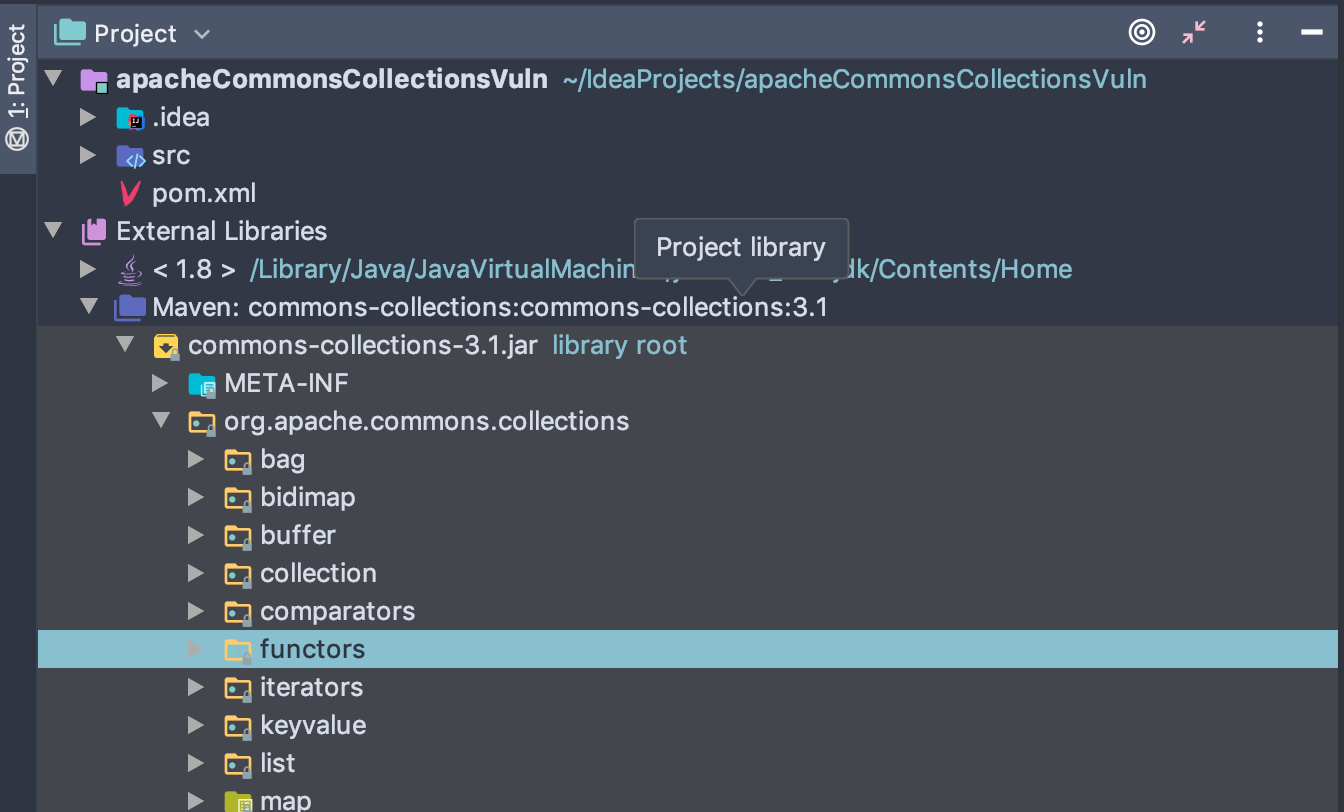 1: Project
Project
apacheCommonsCollectionsVuln ~/IdeaProjects/apacheCommonsCollectionsVuln
.idea
src
pom.xml
External Libraries
Project library
< 1.8 > /Library/Java/JavaVirtualMachin dk/Contents/Home
Maven: commons-collections:commons-collections:3.1
commons-collections-3.1.jar library root
META-INF
org.apache.commons.collections
bag
bidimap
buffer
collection
comparators
functors
iterators
keyvalue
list
map